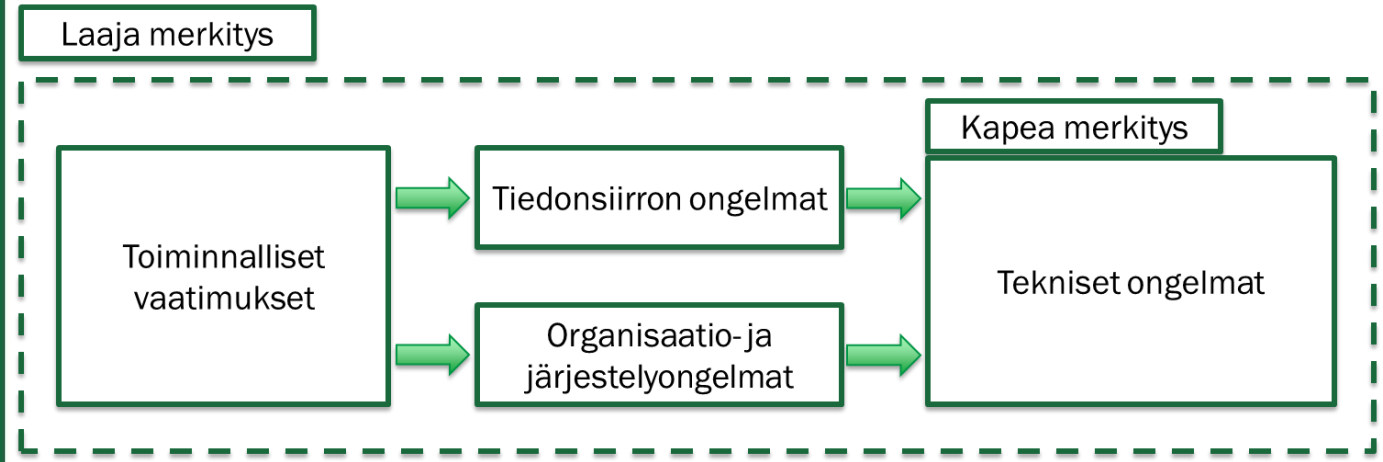 Laaja merkitys
Kapea merkitys
Toiminnalliset
vaatimukset
Tiedonsiirron ongelmat
Organisaatio- ja
järjestelyongelmat
Tekniset ongelmat